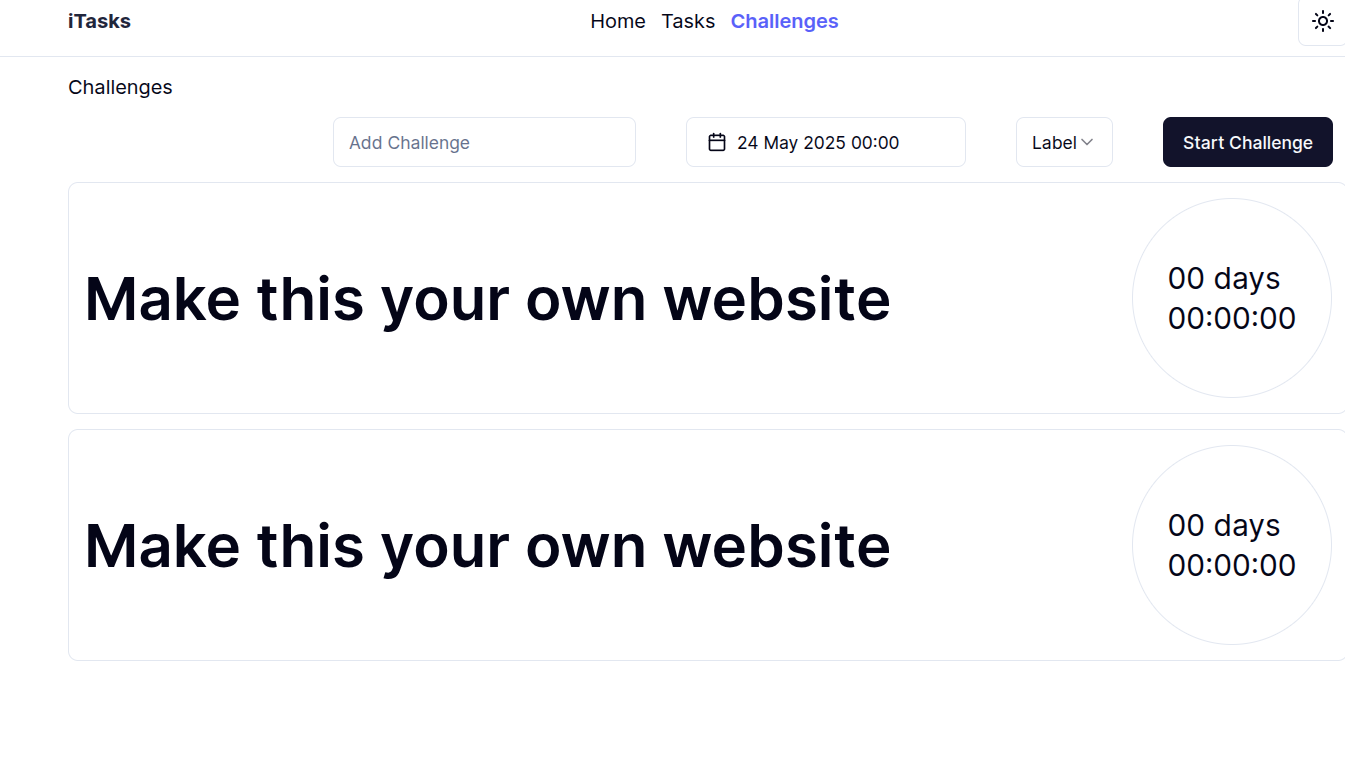 iTasks
Home Tasks Challenges
Challenges
Add Challenge
24 May 2025 00:00
Label
Start Challenge
Make this your own website
00 days
00:00:00
Make this your own website
00 days
00:00:00